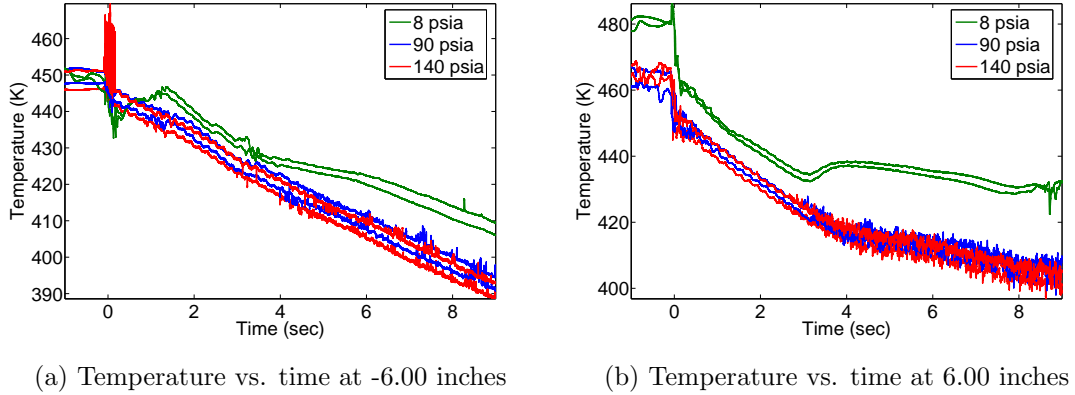 460
450
440
430
420
410
400
390
Temperature (K)
0 2 4 6 8
Time (sec)
8 psia
90 psia
140 psia
(a) Temperature vs. time at -6.00 inches
480
460
440
420
400
Temperature (K)
0 2 4 6 8
Time (sec)
8 psia
90 psia
140 psia
(b) Temperature vs. time at 6.00 inches